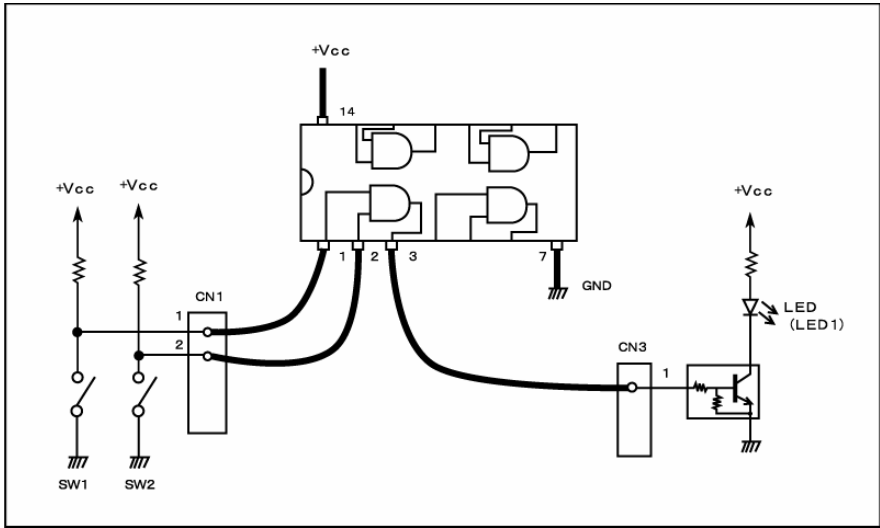 +Vcc
14
+Vcc
+Vcc
+Vcc
1
2
3
7
GND
CN1
1
2
LED
(LED1)
CN3
1
SW1
SW2